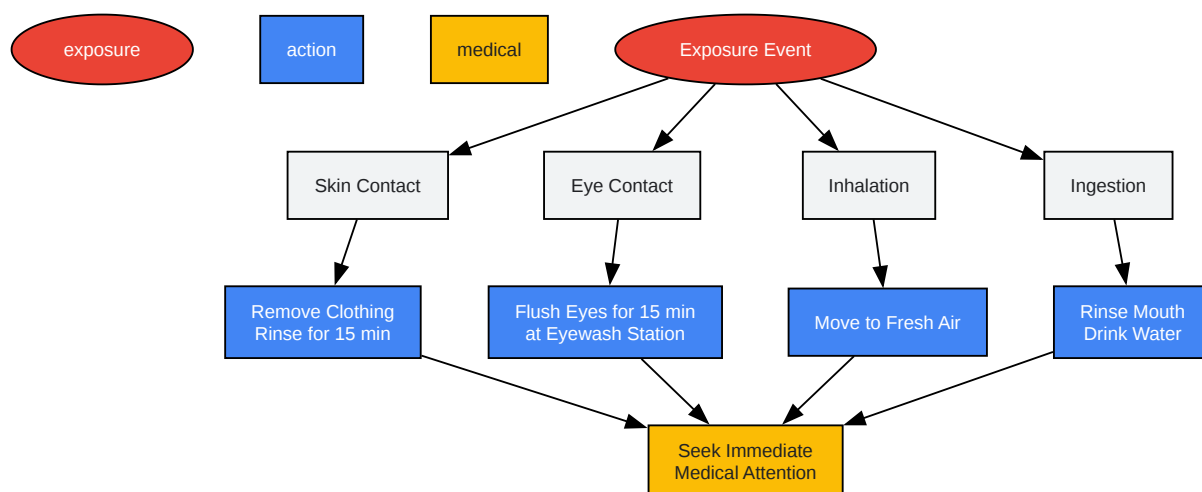 exposure
action
medical
Exposure Event
Skin Contact
Eye Contact
Inhalation
Ingestion
Remove Clothing
Rinse for 15 min
Flush Eyes for 15 min
at Eyewash Station
Move to Fresh Air
Rinse Mouth
Drink Water
Seek Immediate
Medical Attention